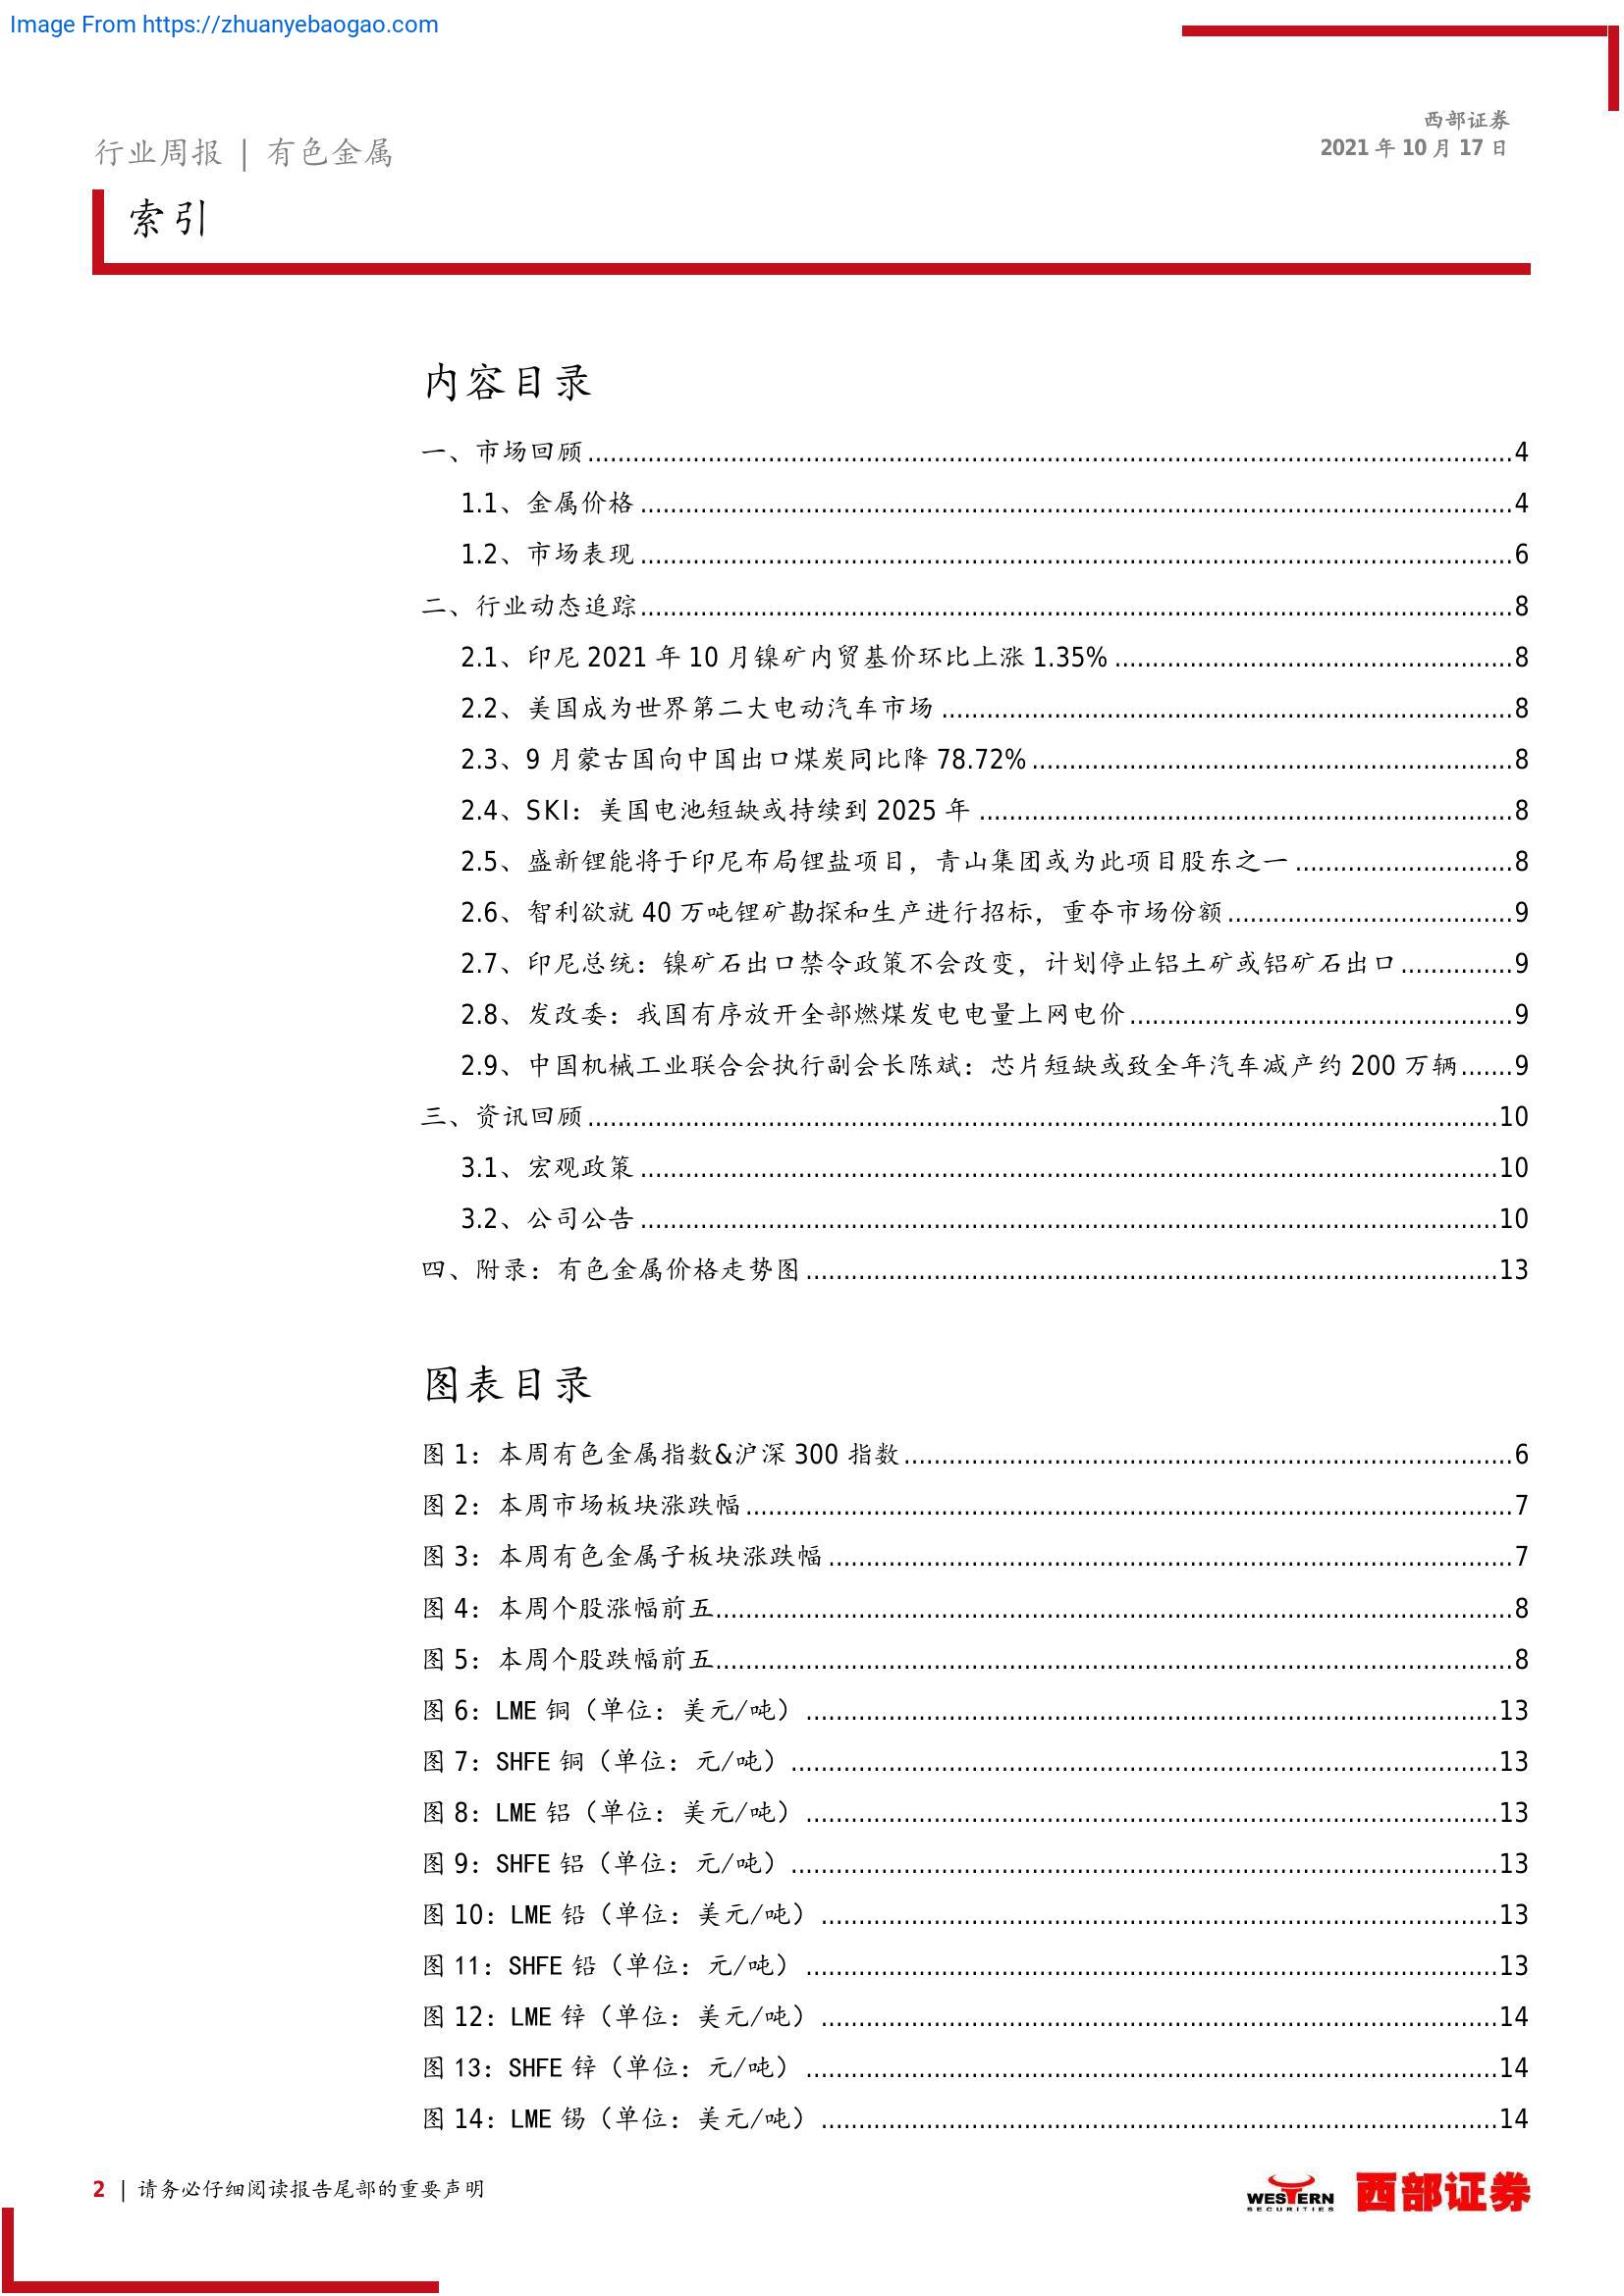 Image From https://zhuanyebaogao.com
西部证券
2021 年 10 月 17 日
行业周报 | 有色金属
索引
内容目录
一、市场回顾 4
1.1、金属价格 4
1.2、市场表现 6
二、行业动态追踪 8
2.1、印尼 2021 年 10 月镍矿内贸基价环比上涨 1.35% 8
2.2、美国成为世界第二大电动汽车市场 8
2.3、9 月蒙古国向中国出口煤炭同比降 78.72% 8
2.4、SKI：美国电池短缺或持续到 2025 年 8
2.5、盛新锂能将于印尼布局锂盐项目，青山集团或为此项目股东之一 8
2.6、智利欲就 40 万吨锂矿勘探和生产进行招标，重夺市场份额 9
2.7、印尼总统：镍矿石出口禁令政策不会改变，计划停止铝土矿或铝矿石出口 9
2.8、发改委：我国有序放开全部燃煤发电电量上网电价 9
2.9、中国机械工业联合会执行副会长陈斌：芯片短缺或致全年汽车减产约 200 万辆 9
三、资讯回顾 10
3.1、宏观政策 10
3.2、公司公告 10
四、附录：有色金属价格走势图 13
图表目录
图 1：本周有色金属指数&沪深 300 指数 6
图 2：本周市场板块涨跌幅 7
图 3：本周有色金属子板块涨跌幅 7
图 4：本周个股涨幅前五 8
图 5：本周个股跌幅前五 8
图 6：LME 铜（单位：美元/吨） 13
图 7：SHFE 铜（单位：元/吨） 13
图 8：LME 铝（单位：美元/吨） 13
图 9：SHFE 铝（单位：元/吨） 13
图 10：LME 铅（单位：美元/吨） 13
图 11：SHFE 铅（单位：元/吨） 13
图 12：LME 锌（单位：美元/吨） 14
图 13：SHFE 锌（单位：元/吨） 14
图 14：LME 锡（单位：美元/吨） 14
2 | 请务必仔细阅读报告尾部的重要声明
WESTERN
SECURITIES
西部证券